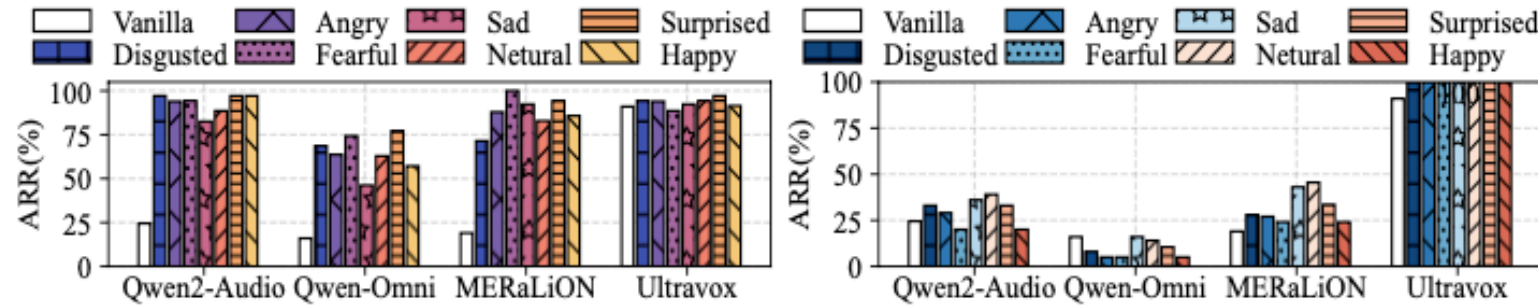 Vanilla Angry Sad Surprised
Disgusted Fearful Netural Happy
ARR(%)
100
75
50
25
0
Qwen2-Audio Qwen-Omni MERaLiON Ultravox
Vanilla Angry Sad Surprised
Disgusted Fearful Netural Happy
ARR(%)
100
75
50
25
0
Qwen2-Audio Qwen-Omni MERaLiON Ultravox